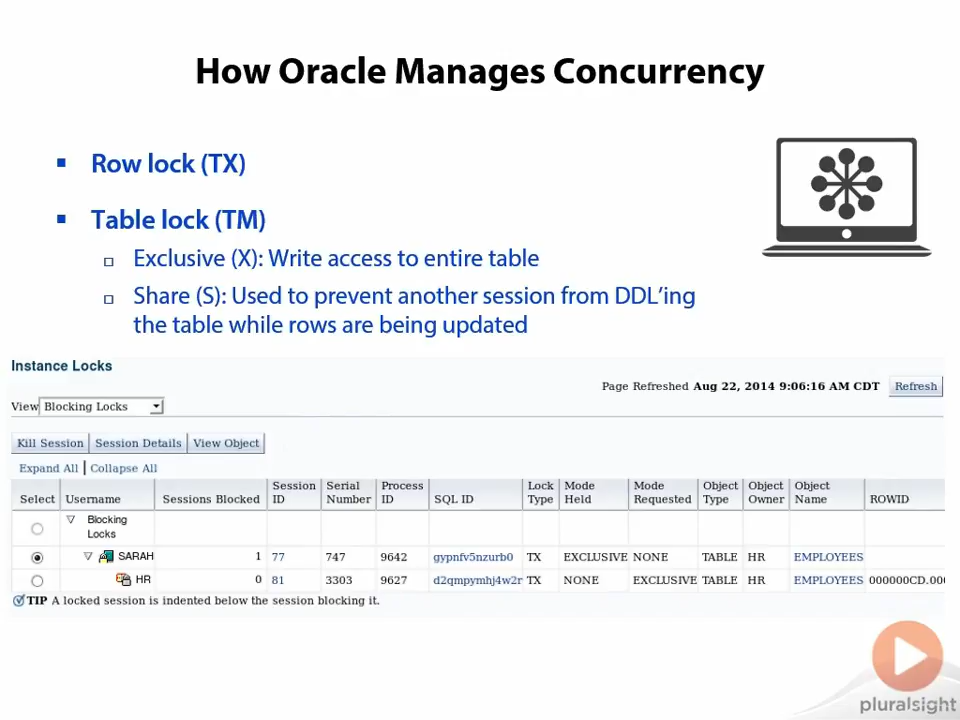 How Oracle Manages Concurrency
Row lock (TX)
Table lock (TM)
Exclusive (X): Write access to entire table
Share (S): Used to prevent another session from DDL'ing
the table while rows are being updated
Instance Locks
Page Refreshed Aug 22, 2014 9:06:16 AM CDT Refresh
View Blocking Locks
Kill Session Session Details View Object
Expand All | Collapse All
Select Username Sessions Blocked Session ID Serial Number Process ID SQL ID Lock Type Mode Held Mode Requested Object Type Object Owner Object Name ROWID
Blocking Locks
SARAH 1 77 747 9642 gypnfv5nzurb0 TX EXCLUSIVE NONE TABLE HR EMPLOYEES
HR 0 81 3303 9627 d2qmpymhj4w2r TX NONE EXCLUSIVE TABLE HR EMPLOYEES 000000CD.00
TIP A locked session is indented below the session blocking it.
pluralsight